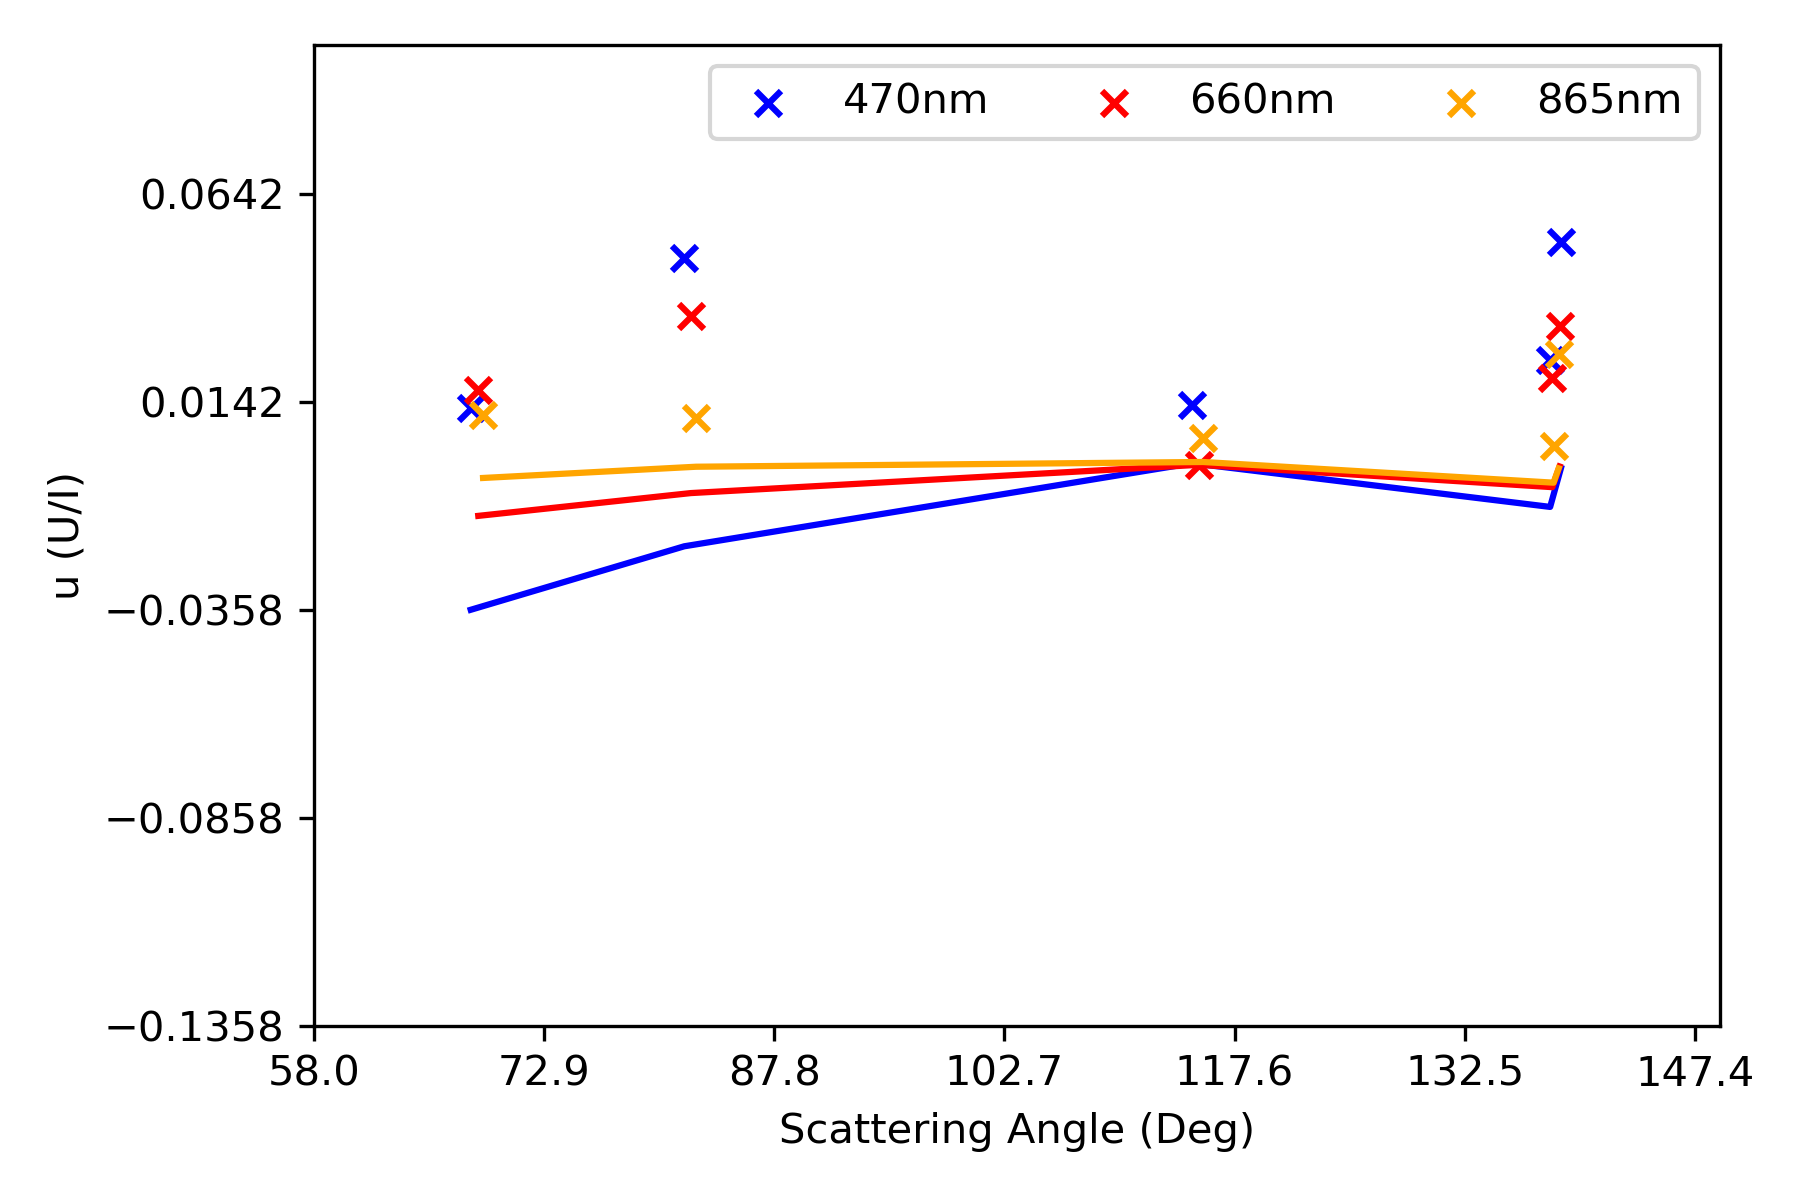 470nm 660nm 865nm
0.0642
0.0142
−0.0358
−0.0858
−0.1358
u (U/I)
58.0 72.9 87.8 102.7 117.6 132.5 147.4
Scattering Angle (Deg)